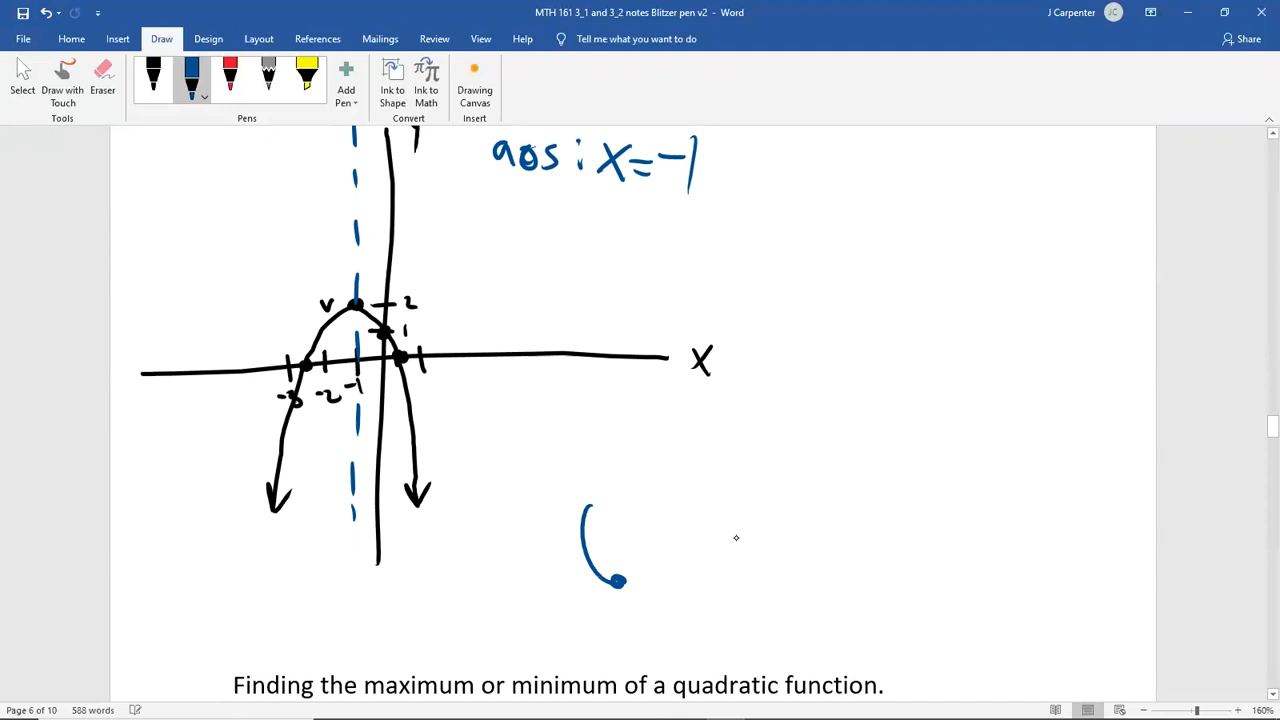 MTH 161 3_1 and 3_2 notes Blitzer pen v2 - Word
J Carpenter JC
File Home Insert Draw Design Layout References Mailings Review View Help Tell me what you want to do Share
Select
Draw with Touch
Eraser
Add Pen
Ink to Shape
Ink to Math
Drawing Canvas
Tools Pens Convert Insert
aos : x = -1
V 2
1
x
-3 -2 -1
Finding the maximum or minimum of a quadratic function.
Page 6 of 10 588 words 160%